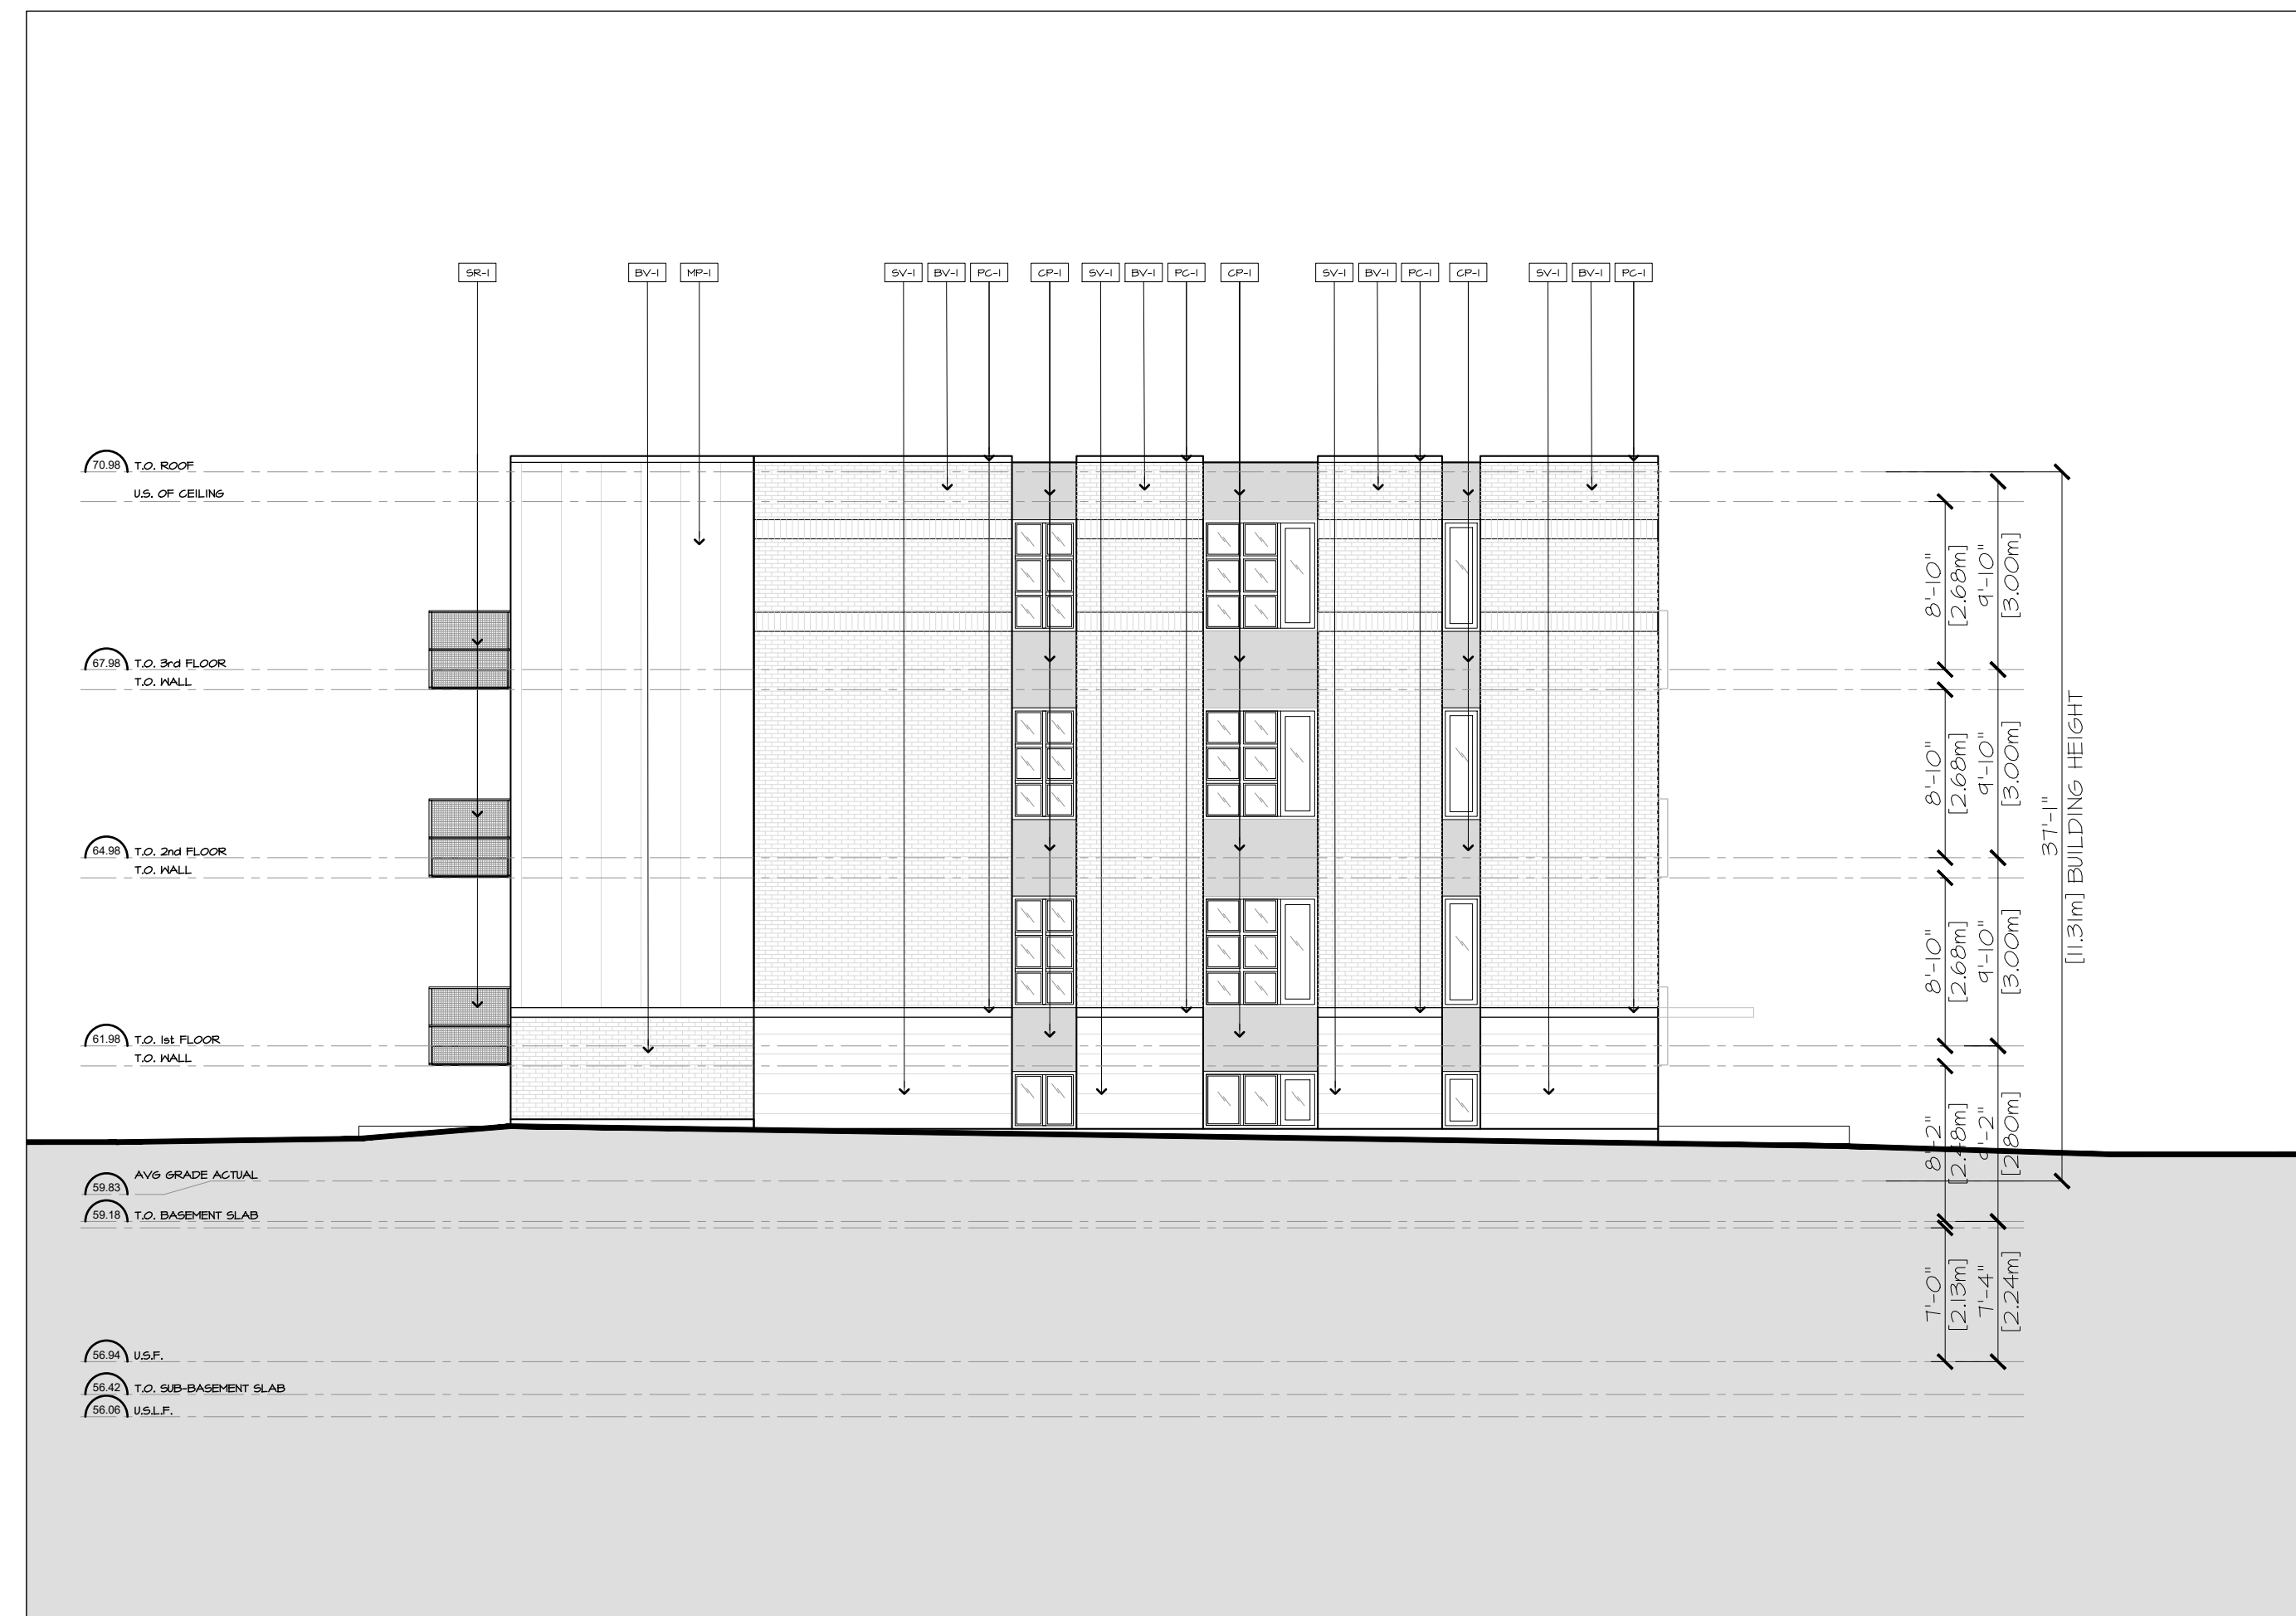 SR-1 BV-1 MP-1 SV-1 BV-1 PC-1 CP-1 SV-1 BV-1 PC-1 CP-1 SV-1 BV-1 PC-1 CP-1 SV-1 BV-1 PC-1
70.98 T.O. ROOF
U.S. OF CEILING
67.98 T.O. 3rd FLOOR
T.O. WALL
64.98 T.O. 2nd FLOOR
T.O. WALL
61.98 T.O. 1st FLOOR
T.O. WALL
AVG GRADE ACTUAL
59.83
59.18 T.O. BASEMENT SLAB
56.94 U.S.F.
56.42 T.O. SUB-BASEMENT SLAB
56.06 U.S.L.F.
8'-10"
[2.68m]
9'-10"
[3.00m]
8'-10"
[2.68m]
9'-10"
[3.00m]
8'-10"
[2.68m]
9'-10"
[3.00m]
8'-2"
[2.48m]
9'-2"
[2.80m]
7'-0"
[2.13m]
7'-4"
[2.24m]
37'-1"
[11.31m] BUILDING HEIGHT